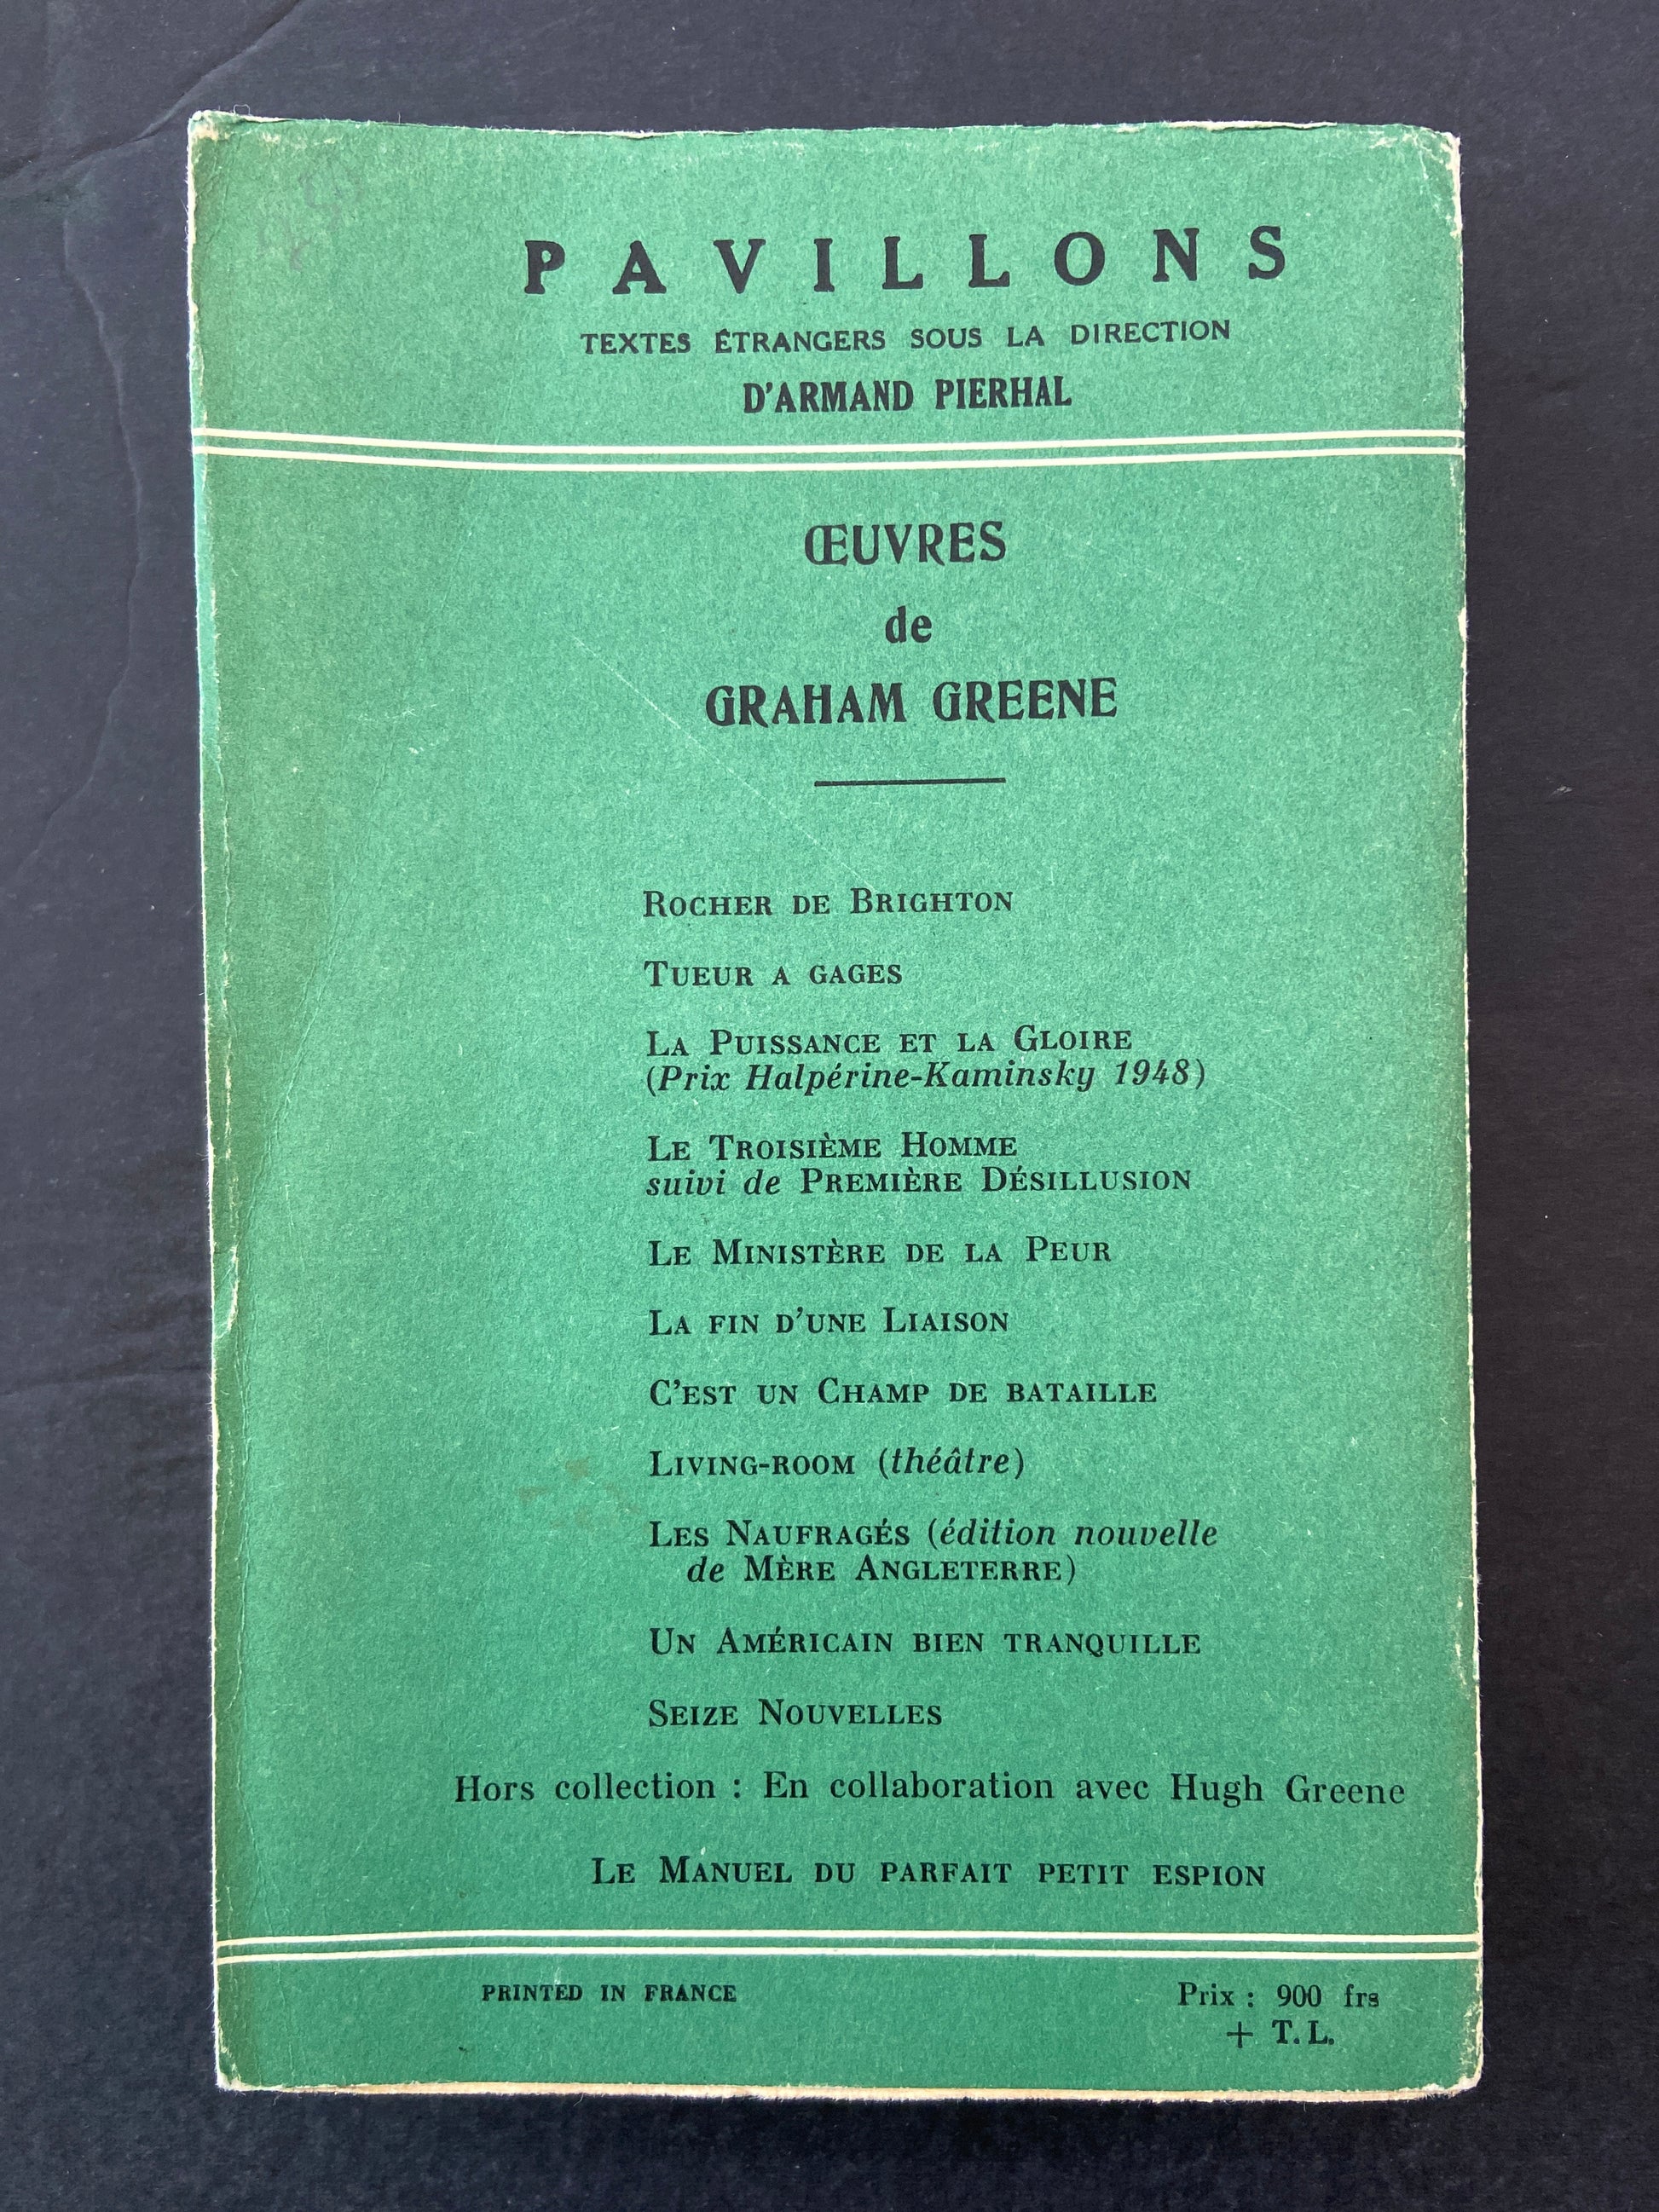 PAVILLONS
TEXTES ÉTRANGERS SOUS LA DIRECTION
D'ARMAND PIERHAL
ŒUVRES
de
GRAHAM GREENE
ROCHER DE BRIGHTON
TUEUR A GAGES
LA PUISSANCE ET LA GLOIRE
(Prix Halpérine-Kaminsky 1948)
LE TROISIÈME HOMME
suivi de PREMIÈRE DÉSILLUSION
LE MINISTÈRE DE LA PEUR
LA FIN D'UNE LIAISON
C'EST UN CHAMP DE BATAILLE
LIVING-ROOM (théâtre)
LES NAUFRAGÉS (édition nouvelle
de MÈRE ANGLETERRE)
UN AMÉRICAIN BIEN TRANQUILLE
SEIZE NOUVELLES
Hors collection : En collaboration avec Hugh Greene
LE MANUEL DU PARFAIT PETIT ESPION
PRINTED IN FRANCE
Prix : 900 frs
+ T. L.